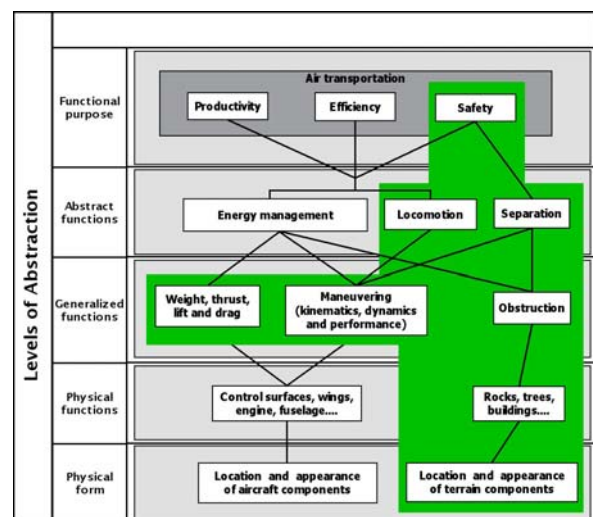 Levels of Abstraction
Functional
purpose
Air transportation
Productivity
Efficiency
Safety
Abstract
functions
Energy management
Locomotion
Separation
Generalized
functions
Weight, thrust,
lift and drag
Maneuvering
(kinematics, dynamics
and performance)
Obstruction
Physical
functions
Control surfaces, wings,
engine, fuselage....
Rocks, trees,
buildings....
Physical
form
Location and appearance
of aircraft components
Location and appearance
of terrain components